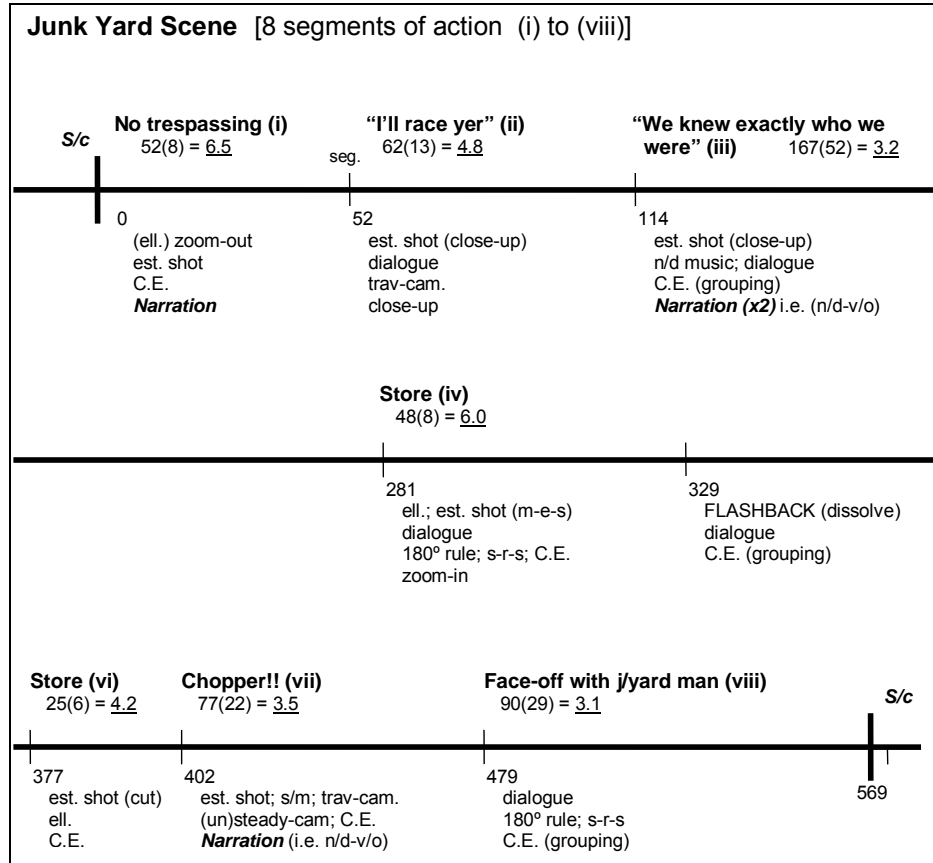 Junk Yard Scene [8 segments of action (i) to (viii)]
S/c
No trespassing (i)
52(8) = 6.5
seg.
"I'll race yer" (ii)
62(13) = 4.8
"We knew exactly who we
were" (iii) 167(52) = 3.2
0
(ell.) zoom-out
est. shot
C.E.
Narration
52
est. shot (close-up)
dialogue
trav-cam.
close-up
114
est. shot (close-up)
n/d music; dialogue
C.E. (grouping)
Narration (x2) i.e. (n/d-v/o)
Store (iv)
48(8) = 6.0
281
ell.; est. shot (m-e-s)
dialogue
180º rule; s-r-s; C.E.
zoom-in
329
FLASHBACK (dissolve)
dialogue
C.E. (grouping)
Store (vi)
25(6) = 4.2
Chopper!! (vii)
77(22) = 3.5
Face-off with j/yard man (viii)
90(29) = 3.1
S/c
377
est. shot (cut)
ell.
C.E.
402
est. shot; s/m; trav-cam.
(un)steady-cam; C.E.
Narration (i.e. n/d-v/o)
479
dialogue
180º rule; s-r-s
C.E. (grouping)
569